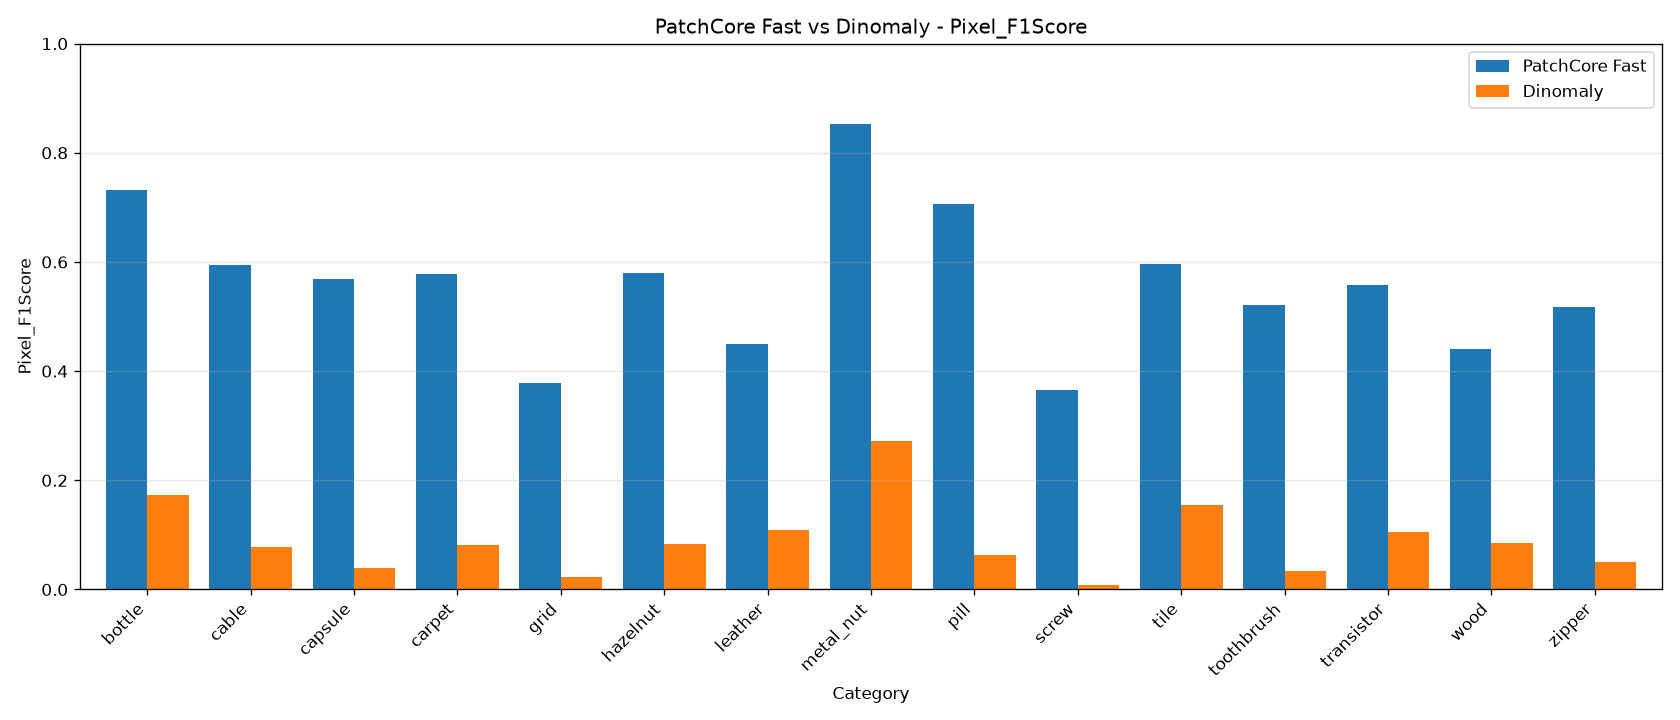 PatchCore Fast vs Dinomaly - Pixel_F1Score
PatchCore Fast
Dinomaly
Pixel_F1Score
1.0
0.8
0.6
0.4
0.2
0.0
bottle
cable
capsule
carpet
grid
hazelnut
leather
metal_nut
pill
screw
tile
toothbrush
transistor
wood
zipper
Category